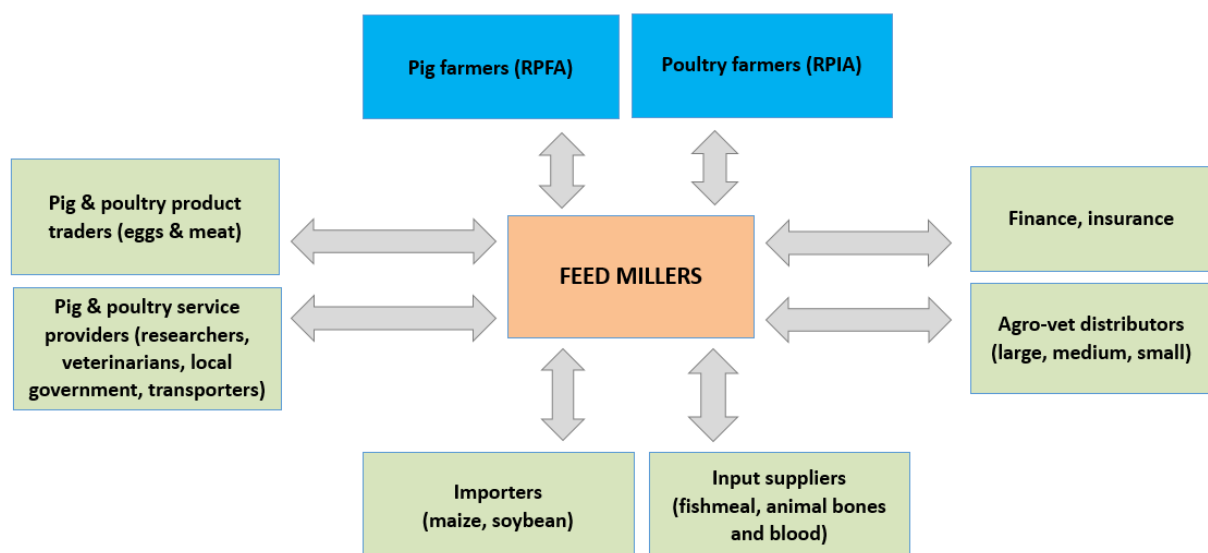 Pig farmers (RPFA)
Poultry farmers (RPIA)
Pig & poultry product
traders (eggs & meat)
Finance, insurance
FEED MILLERS
Pig & poultry service
providers (researchers,
veterinarians, local
government, transporters)
Agro-vet distributors
(large, medium, small)
Importers
(maize, soybean)
Input suppliers
(fishmeal, animal bones
and blood)